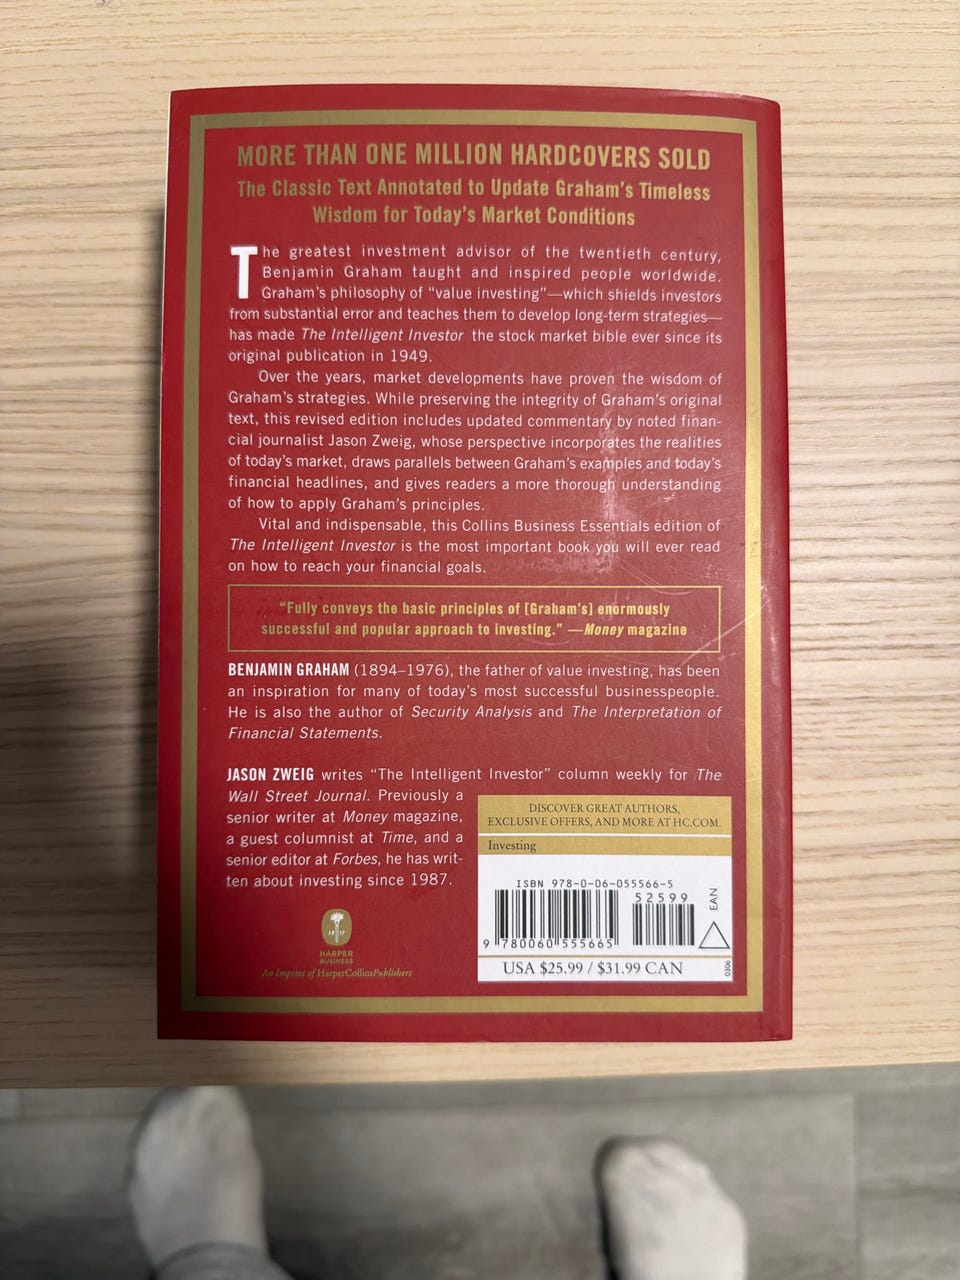 MORE THAN ONE MILLION HARDCOVERS SOLD
The Classic Text Annotated to Update Graham's Timeless
Wisdom for Today's Market Conditions
The greatest investment advisor of the twentieth century,
Benjamin Graham taught and inspired people worldwide.
Graham's philosophy of "value investing"—which shields investors
from substantial error and teaches them to develop long-term strategies—
has made The Intelligent Investor the stock market bible ever since its
original publication in 1949.
Over the years, market developments have proven the wisdom of
Graham's strategies. While preserving the integrity of Graham's original
text, this revised edition includes updated commentary by noted finan-
cial journalist Jason Zweig, whose perspective incorporates the realities
of today's market, draws parallels between Graham's examples and today's
financial headlines, and gives readers a more thorough understanding
of how to apply Graham's principles.
Vital and indispensable, this Collins Business Essentials edition of
The Intelligent Investor is the most important book you will ever read
on how to reach your financial goals.
"Fully conveys the basic principles of [Graham's] enormously
successful and popular approach to investing." —Money magazine
BENJAMIN GRAHAM (1894–1976), the father of value investing, has been
an inspiration for many of today's most successful businesspeople.
He is also the author of Security Analysis and The Interpretation of
Financial Statements.
JASON ZWEIG writes "The Intelligent Investor" column weekly for The
Wall Street Journal. Previously a
senior writer at Money magazine,
a guest columnist at Time, and a
senior editor at Forbes, he has writ-
ten about investing since 1987.
1817
HARPER
BUSINESS
An Imprint of HarperCollinsPublishers
DISCOVER GREAT AUTHORS,
EXCLUSIVE OFFERS, AND MORE AT HC.COM.
Investing
ISBN 978-0-06-055566-5
52599
EAN
9 780060 555665
USA $25.99 / $31.99 CAN
0306